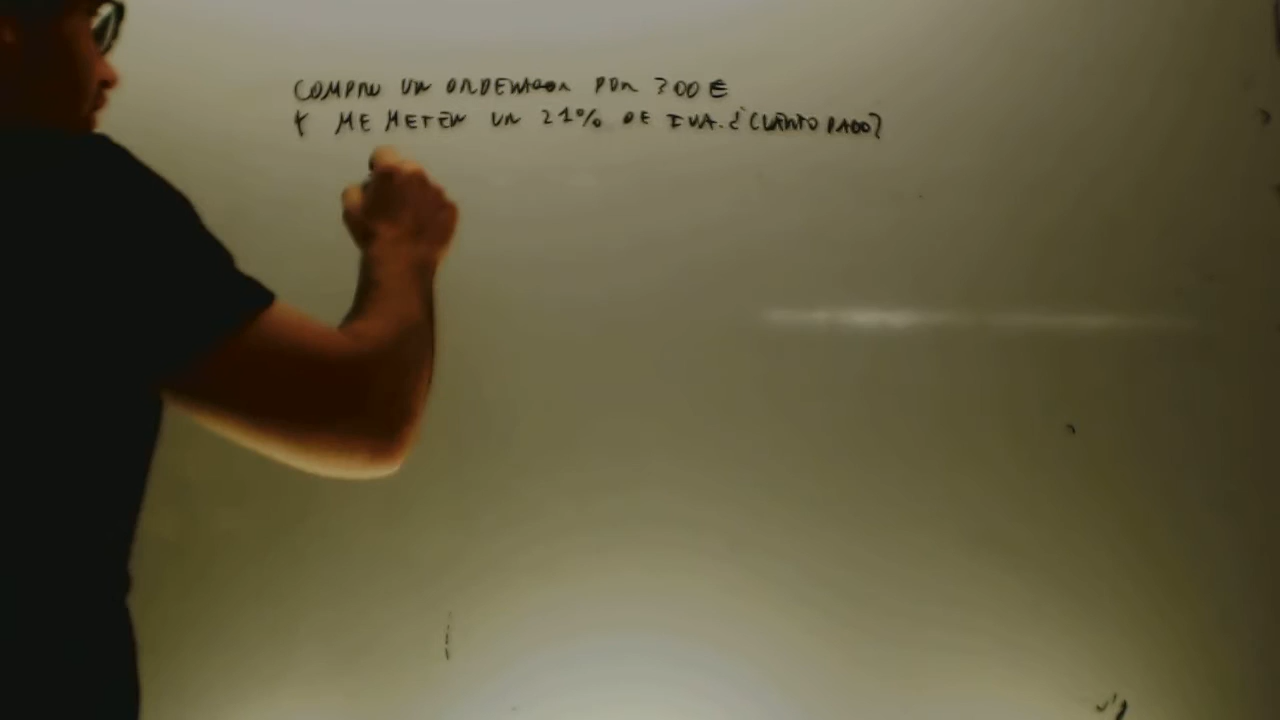 COMPRO UN ORDENADOR POR 300 €
Y ME METEN UN 21% DE IVA. ¿CUÁNTO PAGO?